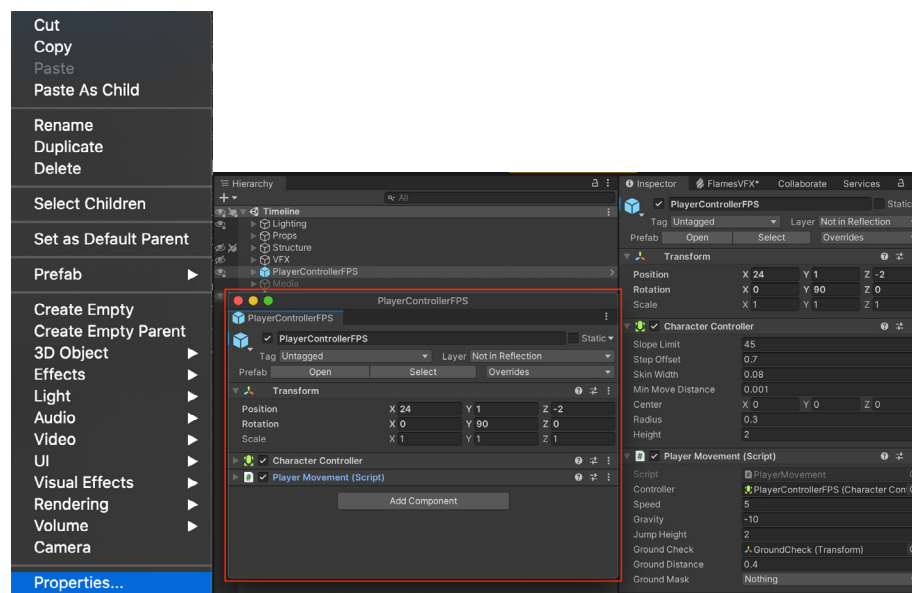 Cut
Copy
Paste
Paste As Child
Rename
Duplicate
Delete
Select Children
Set as Default Parent
Prefab
Create Empty
Create Empty Parent
3D Object
Effects
Light
Audio
Video
UI
Visual Effects
Rendering
Volume
Camera
Properties...
Hierarchy
All
Timeline
Lighting
Props
Structure
VFX
PlayerControllerFPS
Media
PlayerControllerFPS
PlayerControllerFPS
PlayerControllerFPS Static
Tag Untagged Layer Not in Reflection
Prefab Open Select Overrides
Transform
Position X 24 Y 1 Z -2
Rotation X 0 Y 90 Z 0
Scale X 1 Y 1 Z 1
Character Controller
# Player Movement (Script)
Add Component
Inspector FlamesVFX* Collaborate Services
PlayerControllerFPS Static
Tag Untagged Layer Not in Reflection
Prefab Open Select Overrides
Transform
Position X 24 Y 1 Z -2
Rotation X 0 Y 90 Z 0
Scale X 1 Y 1 Z 1
Character Controller
Slope Limit 45
Step Offset 0.7
Skin Width 0.08
Min Move Distance 0.001
Center X 0 Y 0 Z 0
Radius 0.3
Height 2
# Player Movement (Script)
Script PlayerMovement
Controller PlayerControllerFPS (Character Con
Speed 5
Gravity -10
Jump Height 2
Ground Check GroundCheck (Transform)
Ground Distance 0.4
Ground Mask Nothing